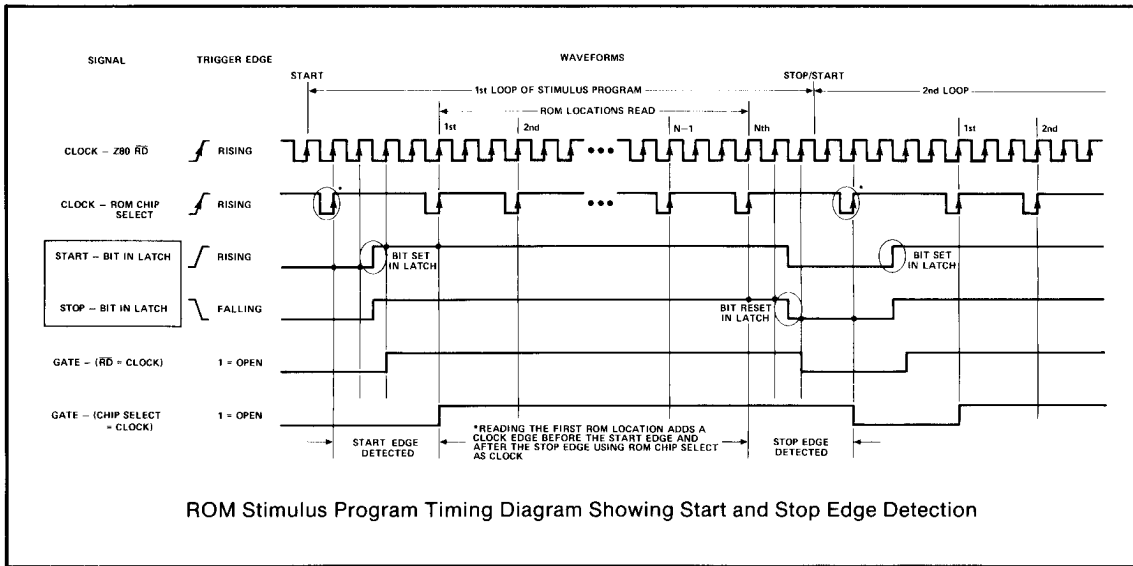 SIGNAL TRIGGER EDGE WAVEFORMS
START STOP/START
1st LOOP OF STIMULUS PROGRAM 2nd LOOP
ROM LOCATIONS READ
1st 2nd N–1 Nth 1st 2nd
CLOCK – Z80 RD RISING
CLOCK – ROM CHIP
SELECT
RISING
* *
START – BIT IN LATCH RISING
BIT SET
IN LATCH
BIT SET
IN LATCH
STOP – BIT IN LATCH FALLING
BIT RESET
IN LATCH
GATE – (RD = CLOCK) 1 = OPEN
GATE – (CHIP SELECT
= CLOCK)
1 = OPEN
START EDGE
DETECTED
*READING THE FIRST ROM LOCATION ADDS A
CLOCK EDGE BEFORE THE START EDGE AND
AFTER THE STOP EDGE USING ROM CHIP SELECT
AS CLOCK
STOP EDGE
DETECTED
ROM Stimulus Program Timing Diagram Showing Start and Stop Edge Detection